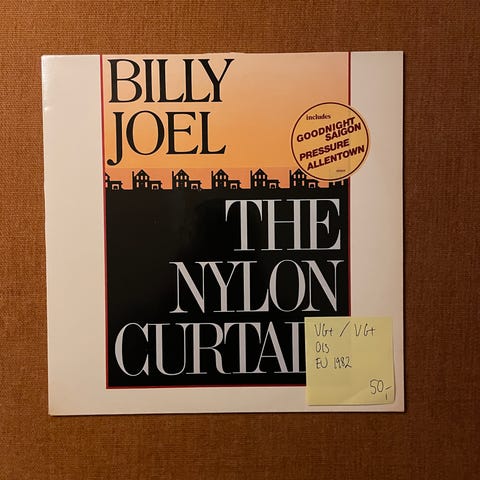 BILLY
JOEL
includes
GOODNIGHT
SAIGON
PRESSURE
ALLENTOWN
THE
NYLON
CURTAI
VG+ / VG+
OIS
EU 1982
50,-